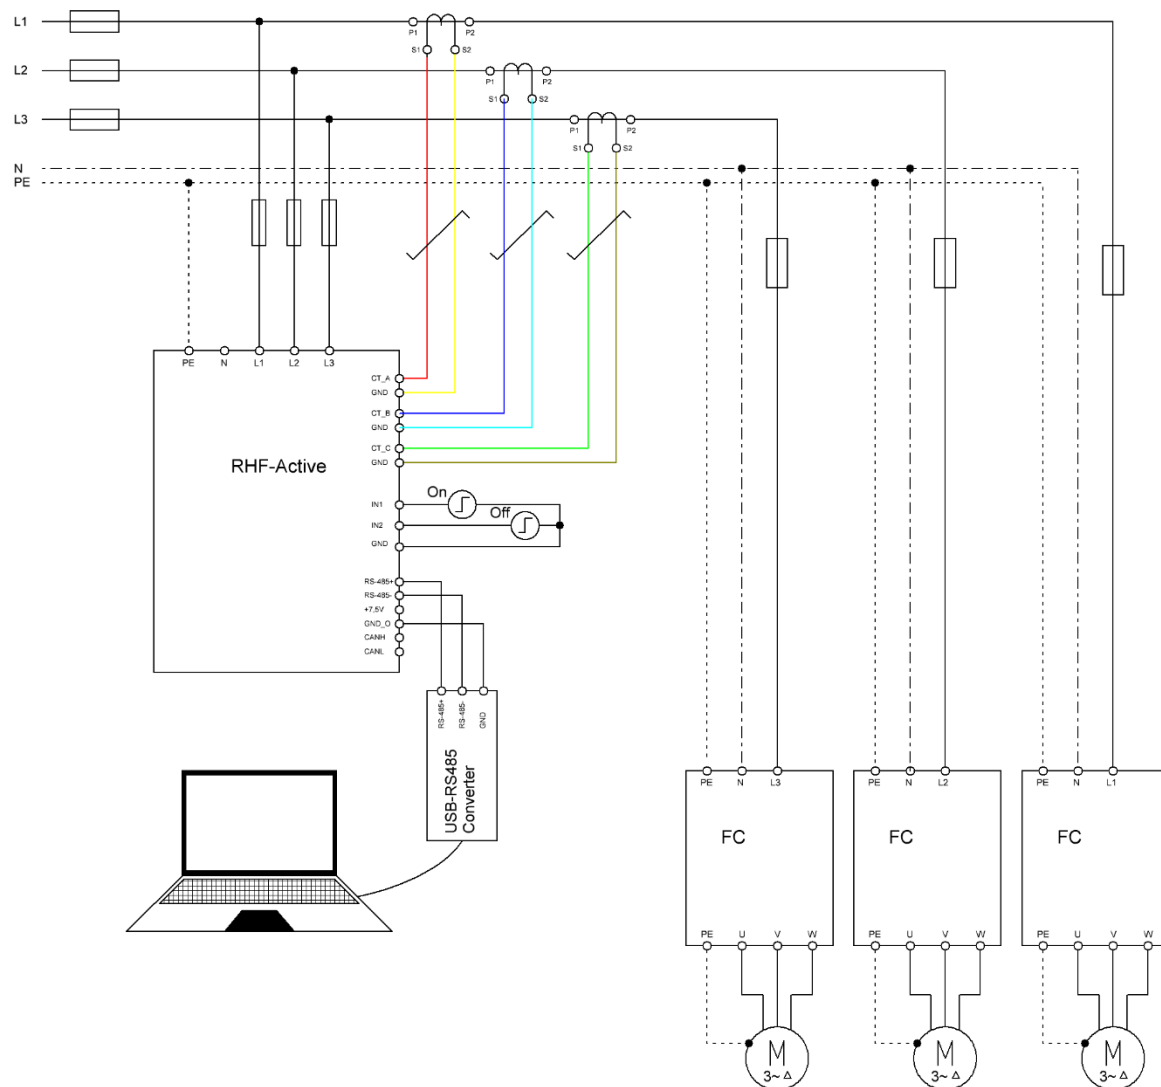 L1
P1
P2
S1
S2
L2
P1
P2
S1
S2
L3
P1
P2
S1
S2
N
PE
PE
N
L1
L2
L3
CT_A
GND
CT_B
GND
CT_C
GND
RHF-Active
IN1
On
IN2
Off
GND
RS-485+
RS-485-
+7,5V
GND_O
CANH
CANL
RS-485+
RS-485-
GND
USB-RS485
Converter
PE
N
L3
PE
N
L2
PE
N
L1
FC
FC
FC
PE
U
V
W
PE
U
V
W
PE
U
V
W
M
3~ Δ
M
3~ Δ
M
3~ Δ